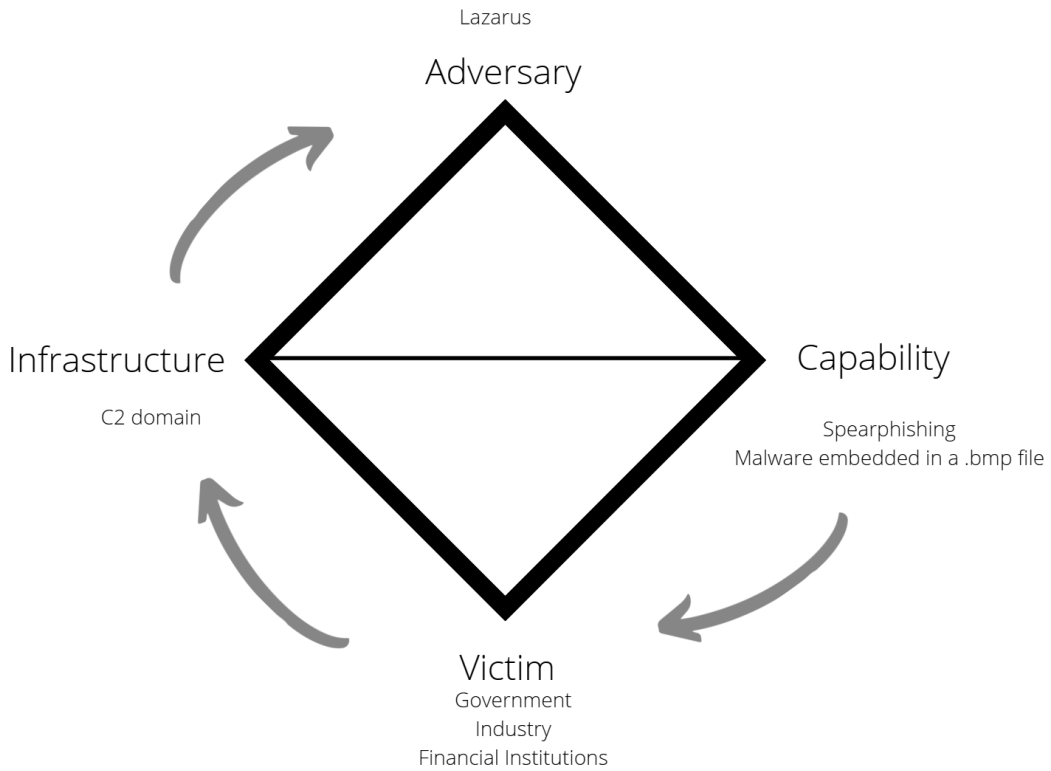 Lazarus
Adversary
Infrastructure
C2 domain
Capability
Spearphishing
Malware embedded in a .bmp file
Victim
Government
Industry
Financial Institutions